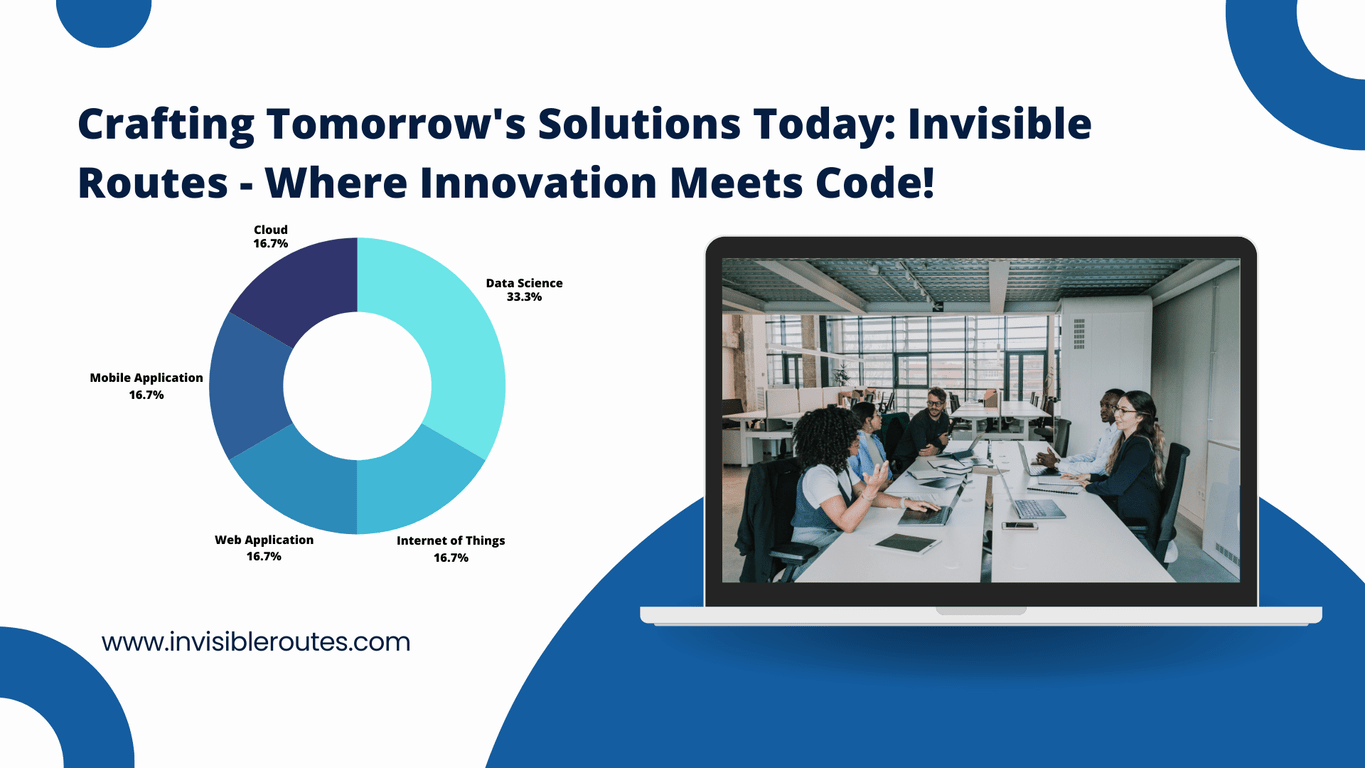 Crafting Tomorrow's Solutions Today: Invisible
Routes - Where Innovation Meets Code!
Cloud
16.7%
Data Science
33.3%
Mobile Application
16.7%
Web Application
16.7%
Internet of Things
16.7%
www.invisibleroutes.com